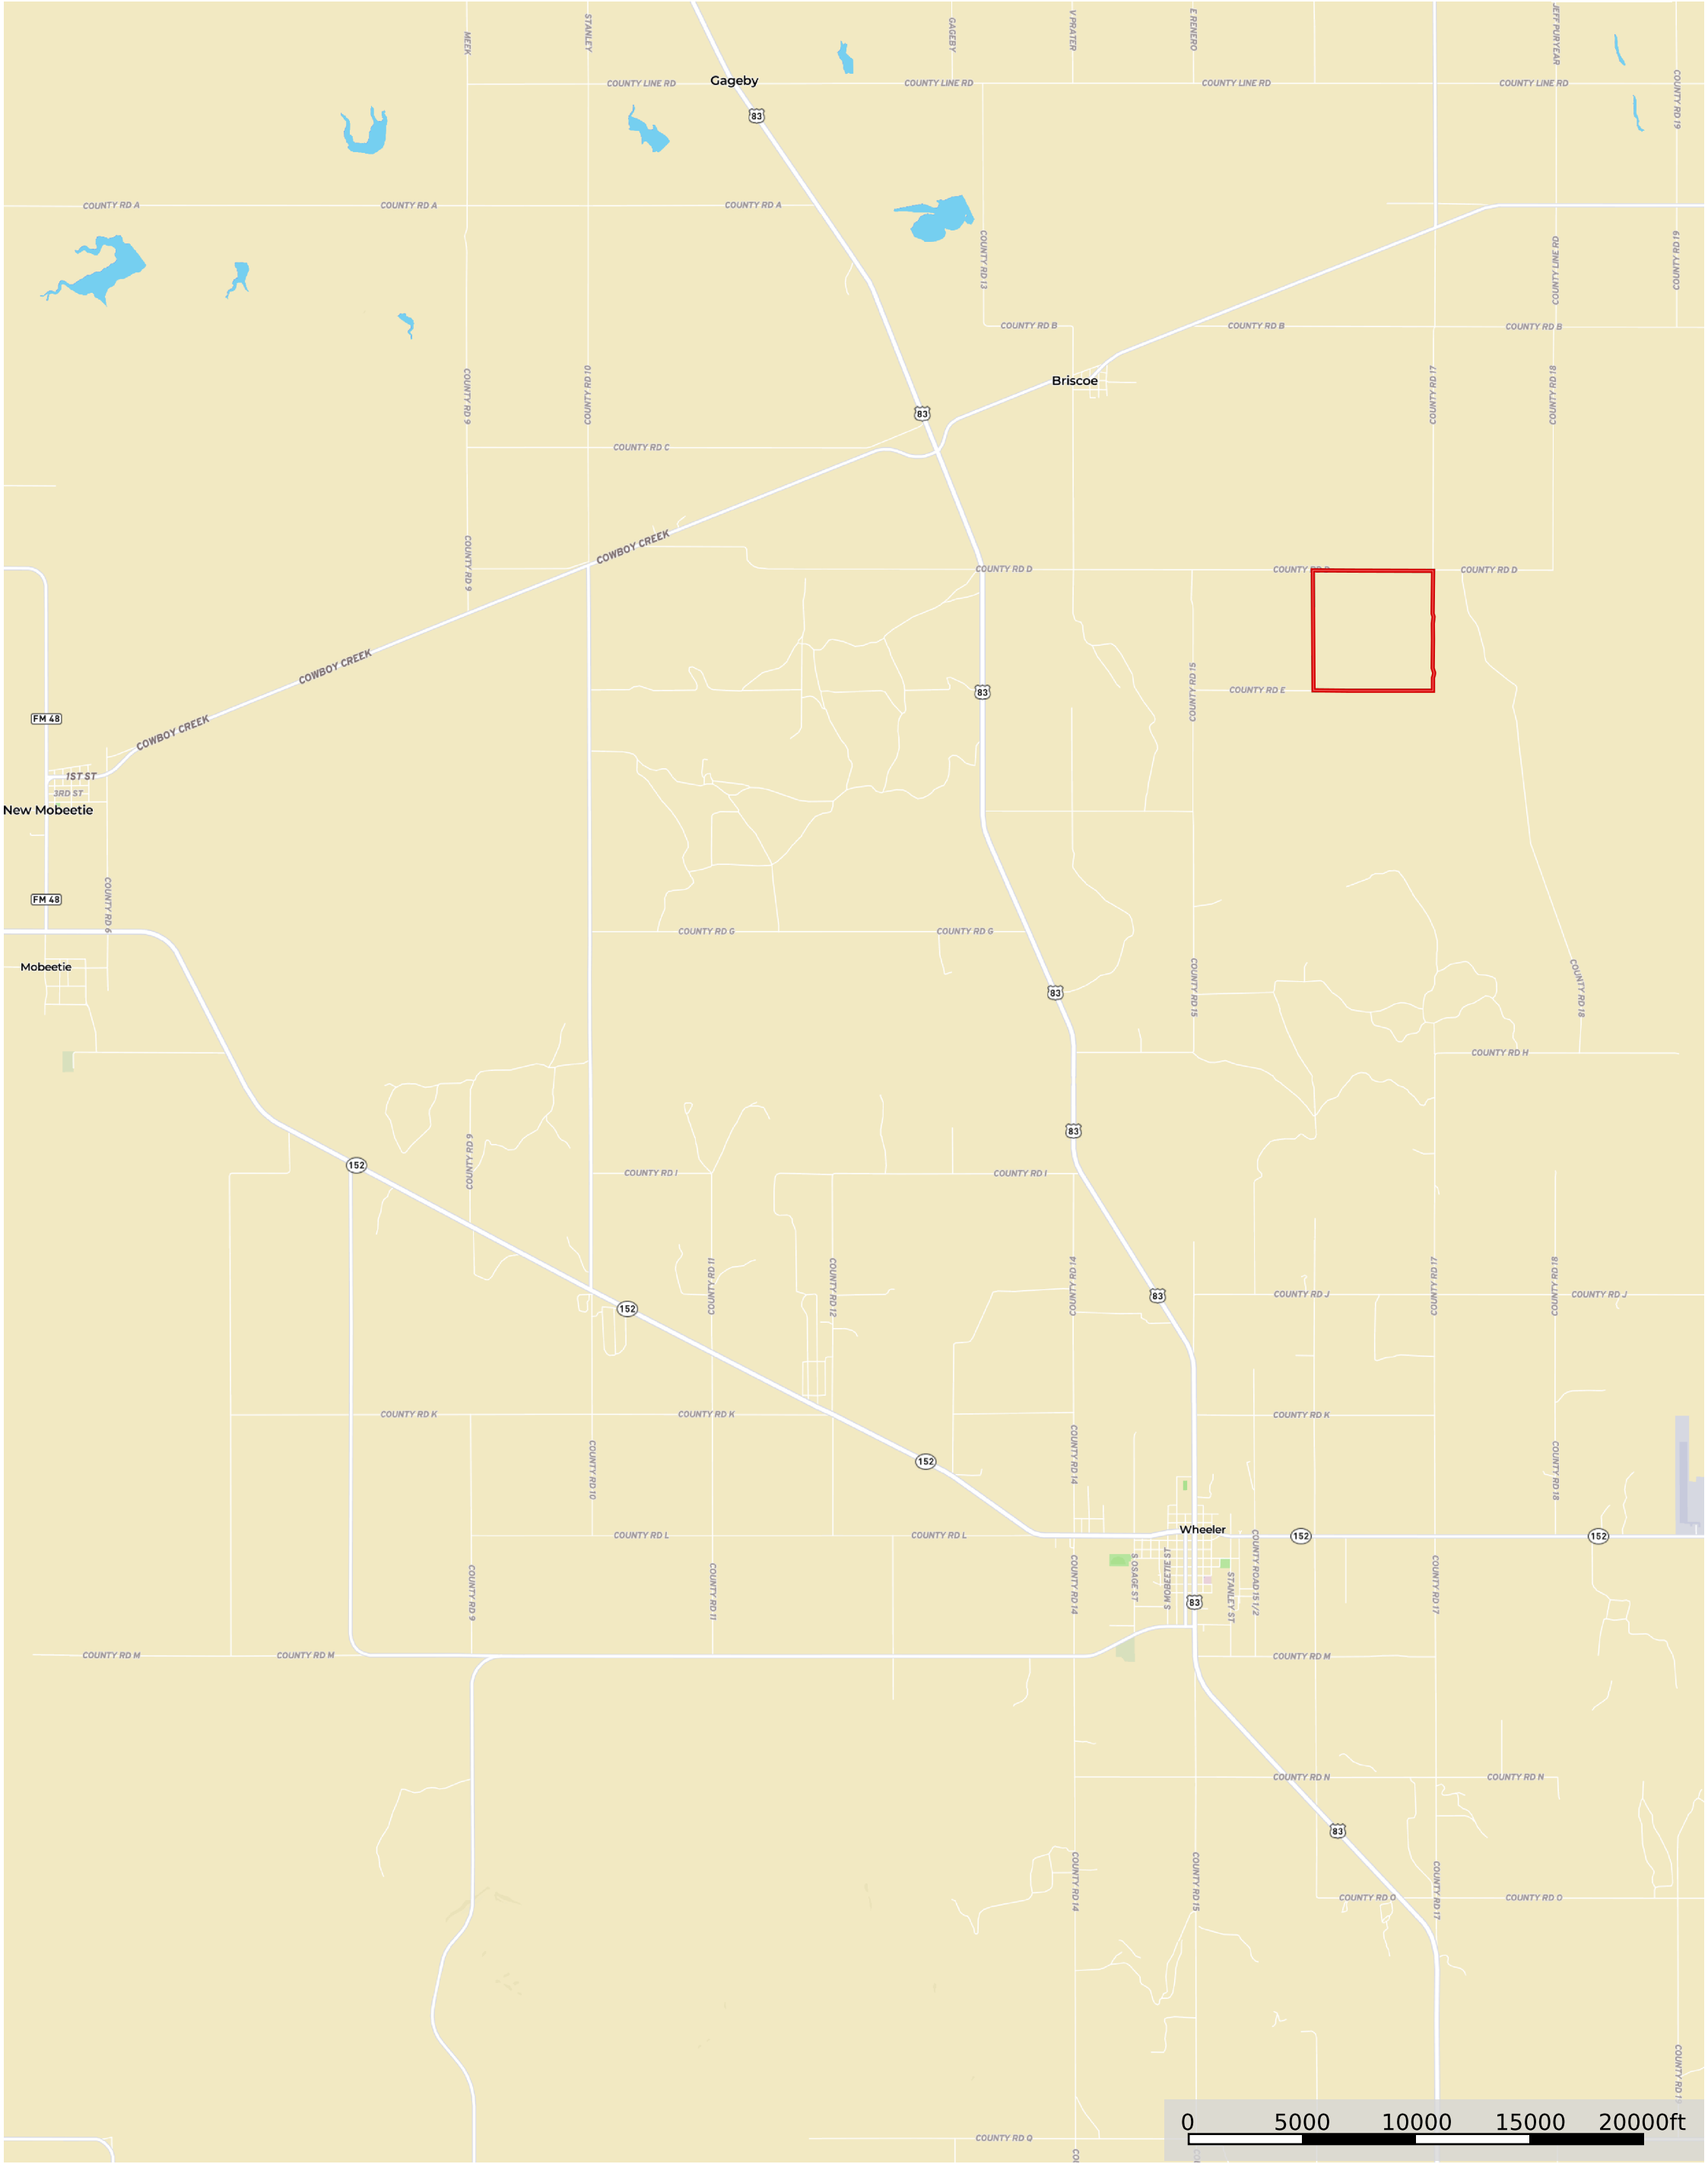 MEEK
STANLEY
GAGEBY
V PRATER
E RENERO
JEFF PURYEAR
COUNTY RD 19
Gageby
COUNTY LINE RD
COUNTY LINE RD
COUNTY LINE RD
COUNTY LINE RD
83
COUNTY RD A
COUNTY RD A
COUNTY RD A
COUNTY RD 13
COUNTY LINE RD
COUNTY RD 19
COUNTY RD B
COUNTY RD B
COUNTY RD B
Briscoe
COUNTY RD 9
COUNTY RD 10
COUNTY RD 17
COUNTY RD 18
83
COUNTY RD C
COWBOY CREEK
COUNTY RD 9
COUNTY RD D
COUNTY RD D
COUNTY RD D
COWBOY CREEK
COUNTY RD 15
83
COUNTY RD E
FM 48
COWBOY CREEK
1ST ST
3RD ST
New Mobeetie
FM 48
COUNTY RD 6
COUNTY RD G
COUNTY RD G
Mobeetie
83
COUNTY RD 15
COUNTY RD 18
COUNTY RD H
83
COUNTY RD 9
152
COUNTY RD I
COUNTY RD I
COUNTY RD 11
COUNTY RD 12
COUNTY RD 14
COUNTY RD 17
COUNTY RD 18
83
COUNTY RD J
COUNTY RD J
152
COUNTY RD K
COUNTY RD K
COUNTY RD K
COUNTY RD 10
COUNTY RD 14
COUNTY RD 18
152
Wheeler
COUNTY RD L
COUNTY RD L
152
152
COUNTY RD 9
COUNTY RD 11
COUNTY RD 14
S OSAGE ST
S MOBEETIE ST
STANLEY ST
COUNTY ROAD 15 1/2
COUNTY RD 17
83
COUNTY RD M
COUNTY RD M
COUNTY RD M
COUNTY RD N
COUNTY RD N
83
COUNTY RD 14
COUNTY RD 15
COUNTY RD 17
COUNTY RD O
COUNTY RD O
COUNTY RD Q
0 5000 10000 15000 20000ft